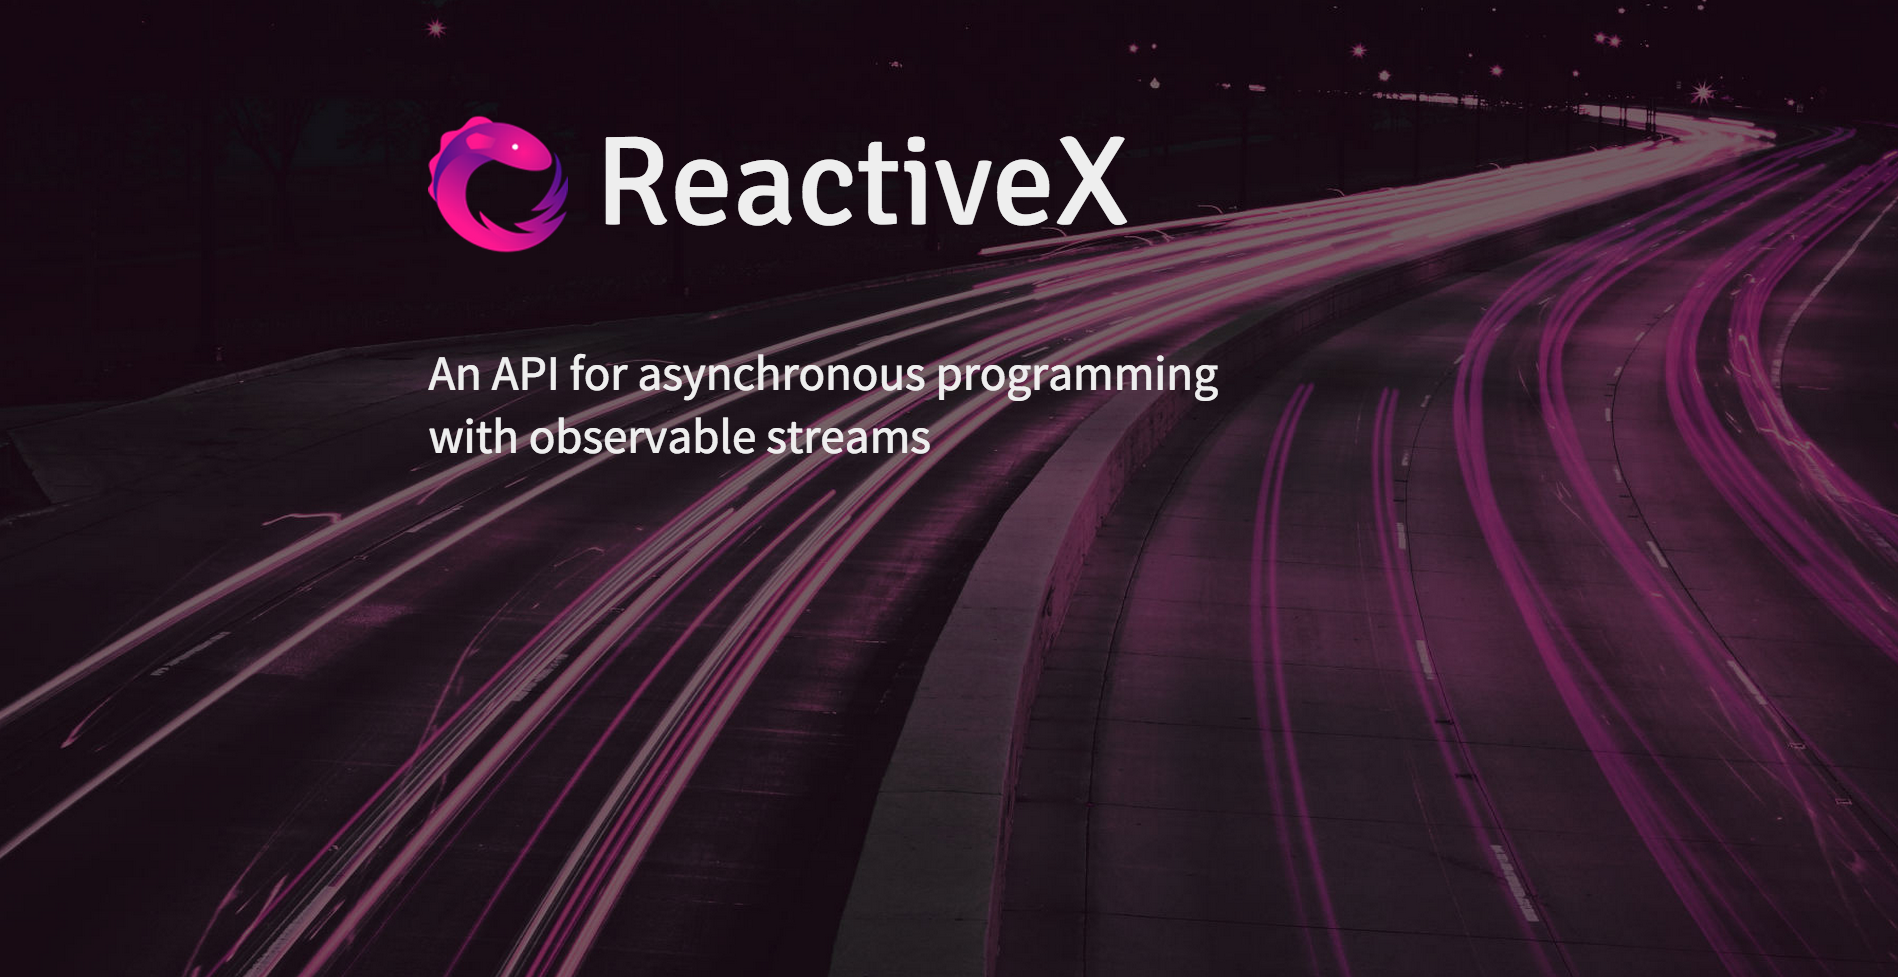 ReactiveX
An API for asynchronous programming
with observable streams